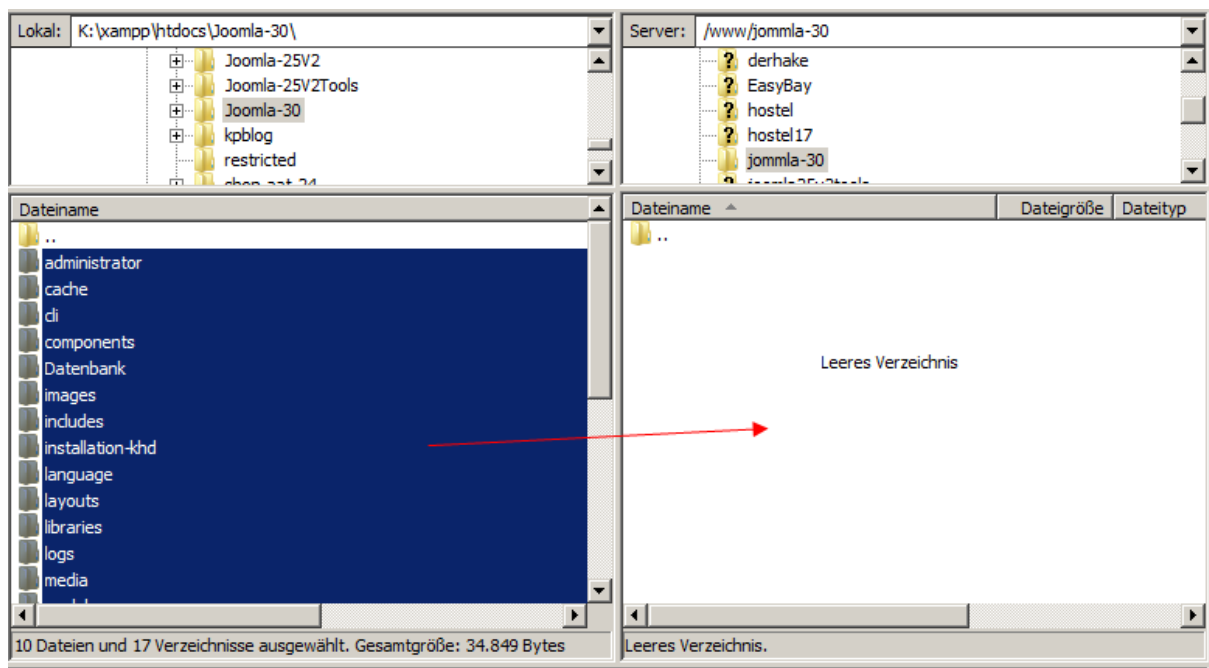 Lokal: K:\xampp\htdocs\Joomla-30\
Joomla-25V2
Joomla-25V2Tools
Joomla-30
kpblog
restricted
Dateiname
..
administrator
cache
cli
components
Datenbank
images
includes
installation-khd
language
layouts
libraries
logs
media
10 Dateien und 17 Verzeichnisse ausgewählt. Gesamtgröße: 34.849 Bytes
Server: /www/jommla-30
derhake
EasyBay
hostel
hostel17
jommla-30
Dateiname Dateigröße Dateityp
..
Leeres Verzeichnis
Leeres Verzeichnis.